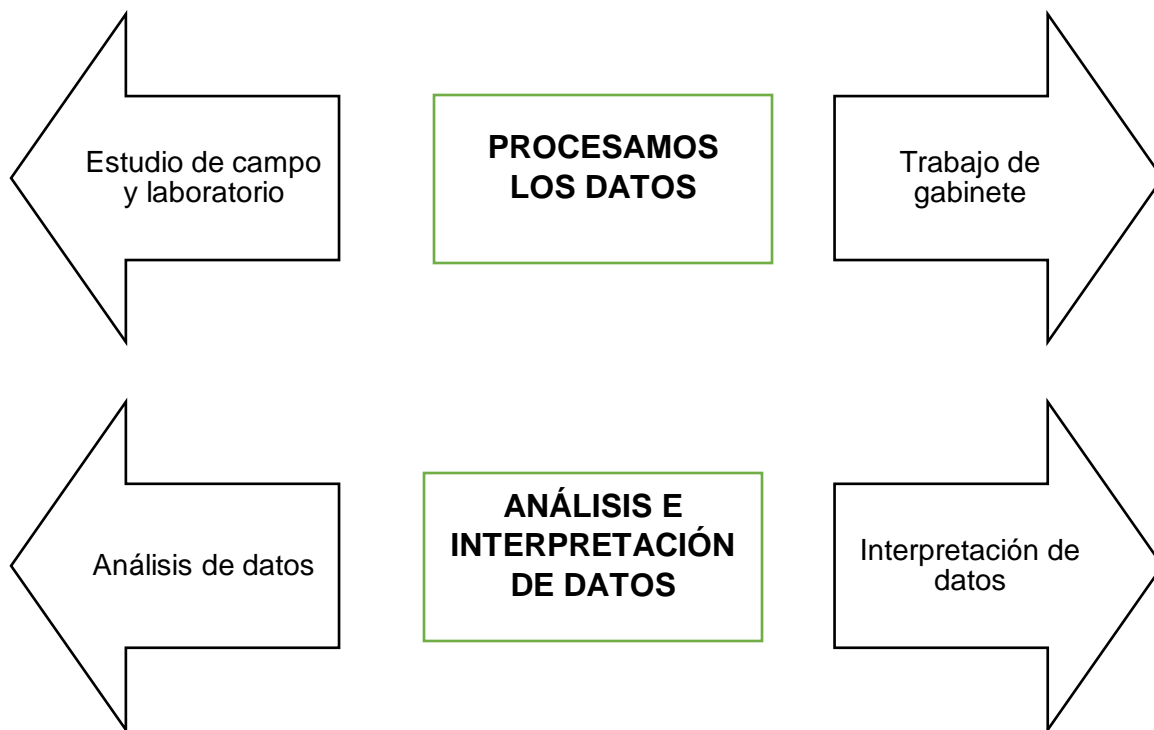 Estudio de campo
y laboratorio
PROCESAMOS
LOS DATOS
Trabajo de
gabinete
Análisis de datos
ANÁLISIS E
INTERPRETACIÓN
DE DATOS
Interpretación de
datos